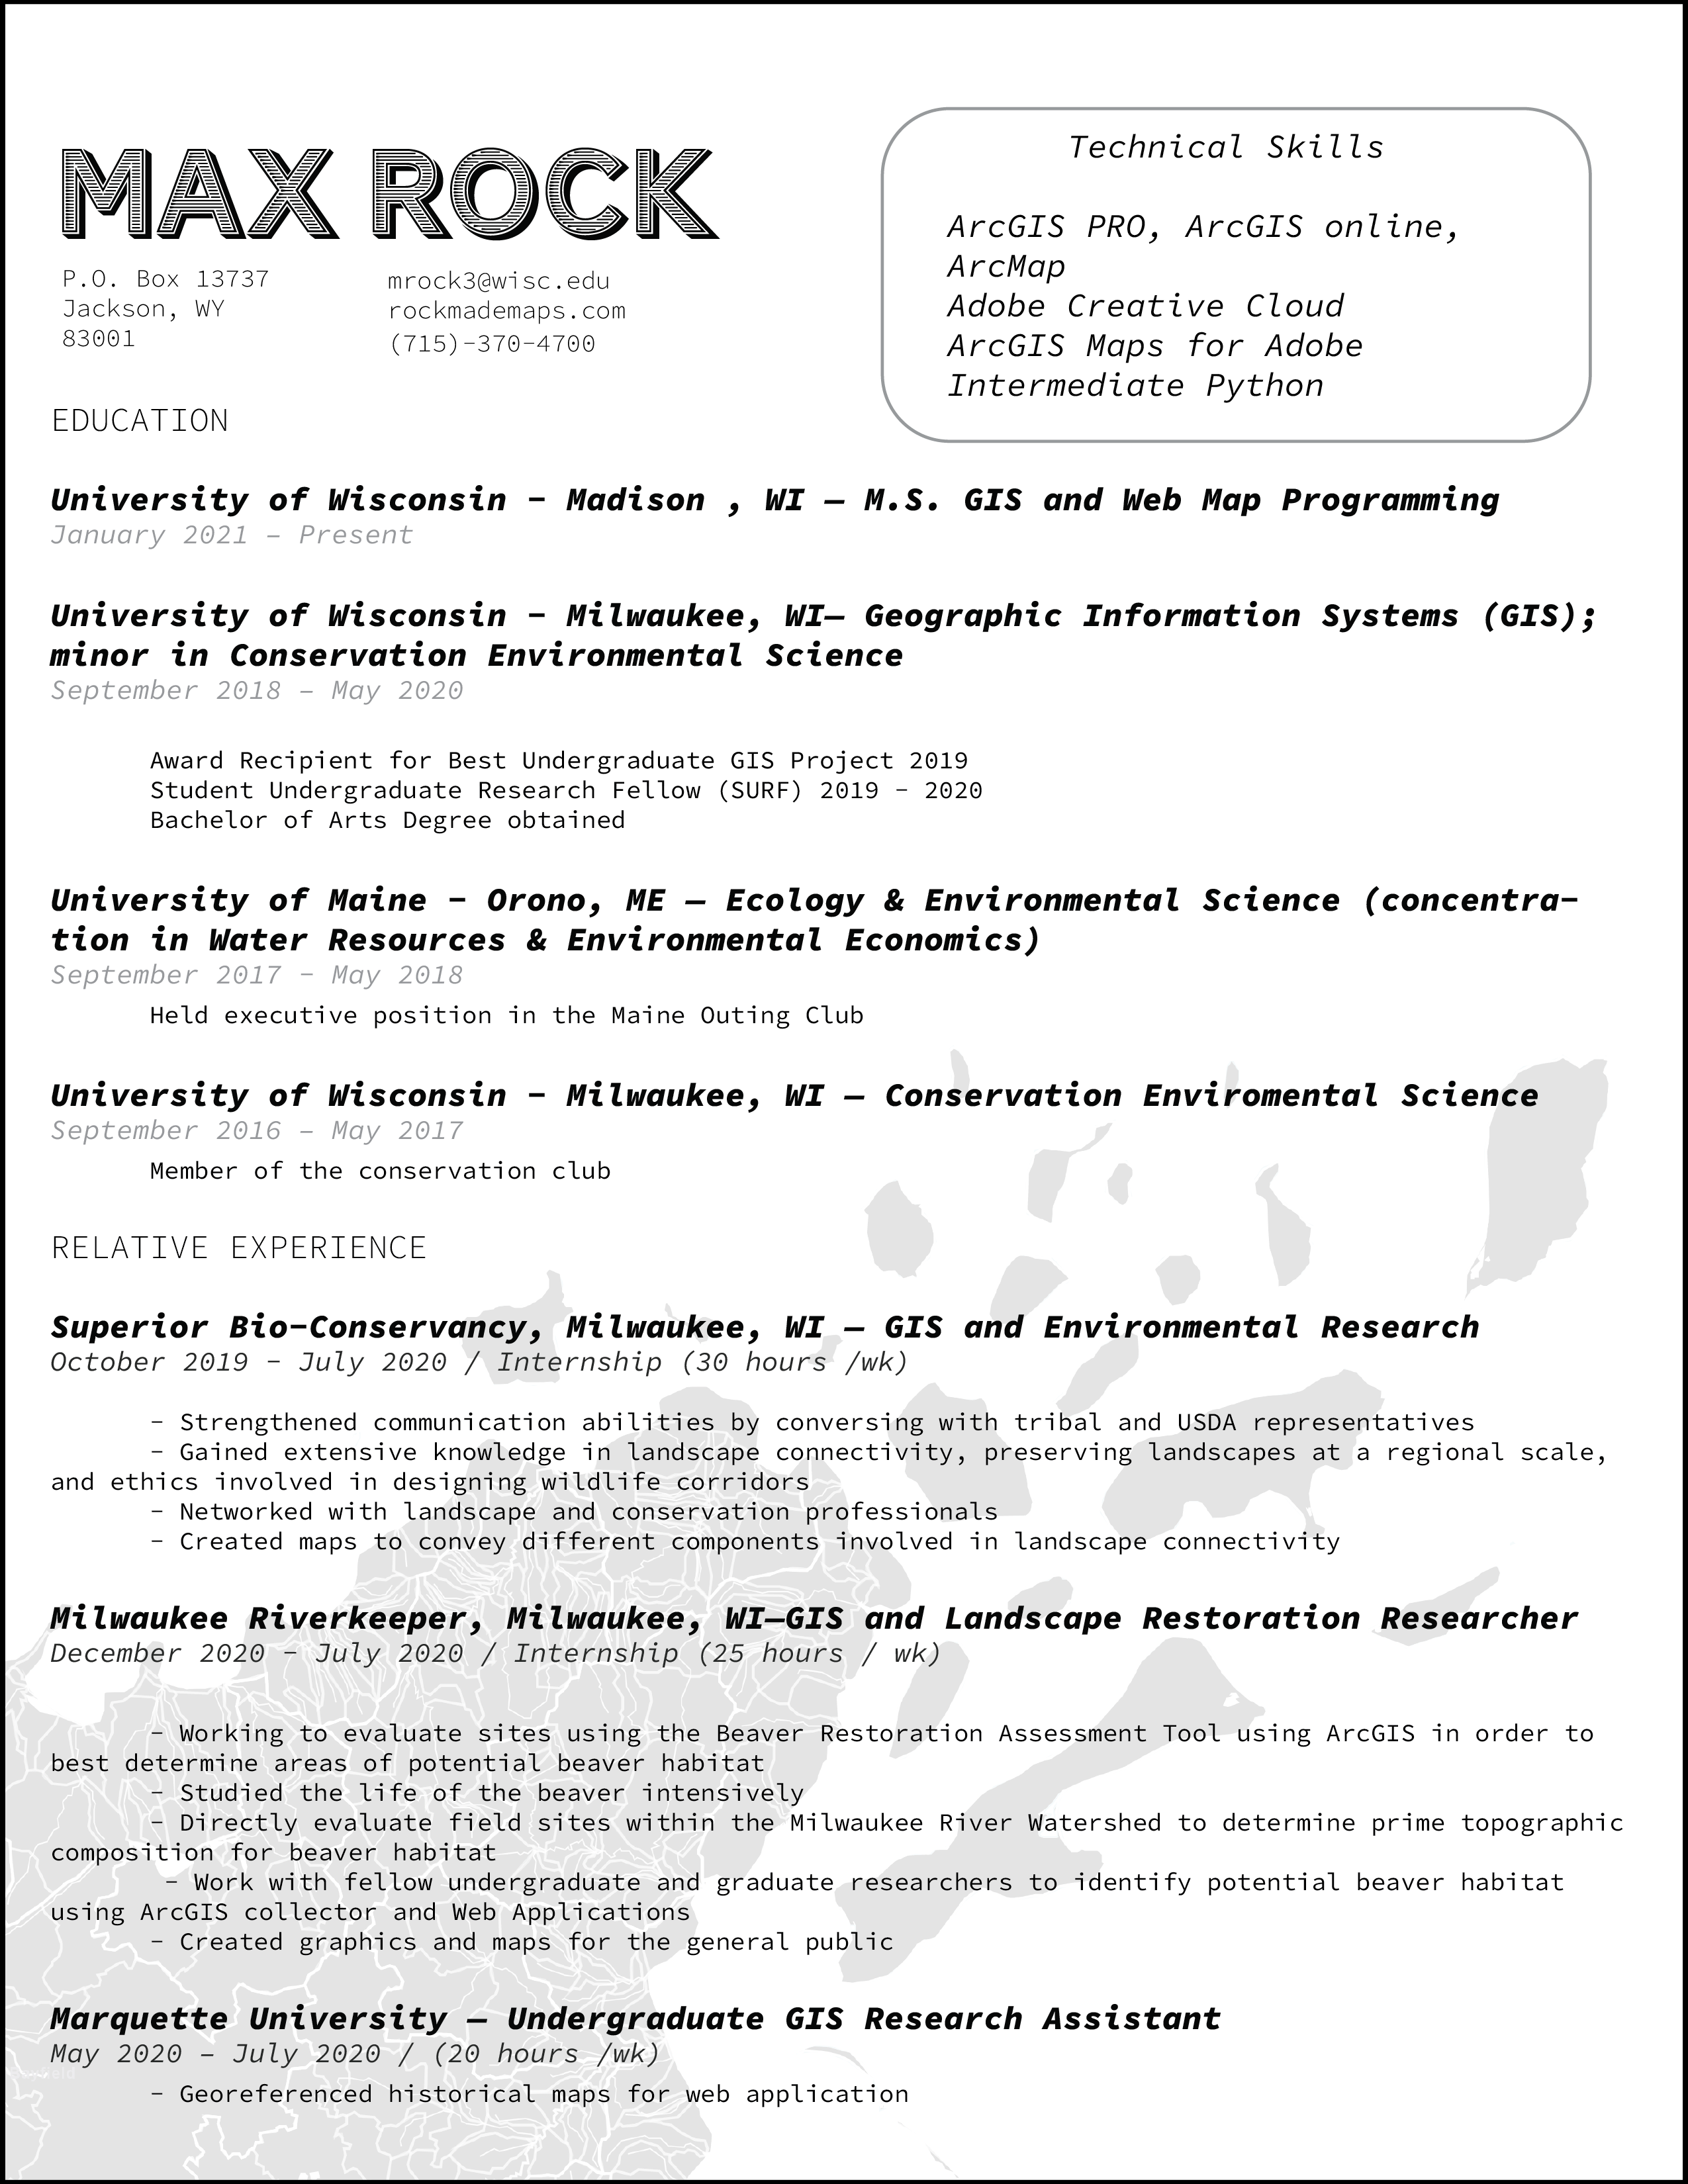 MAX ROCK
P.O. Box 13737
Jackson, WY
83001
mrock3@wisc.edu
rockmademaps.com
(715)-370-4700
Technical Skills
ArcGIS PRO, ArcGIS online,
ArcMap
Adobe Creative Cloud
ArcGIS Maps for Adobe
Intermediate Python
EDUCATION
University of Wisconsin - Madison , WI — M.S. GIS and Web Map Programming
January 2021 – Present
University of Wisconsin - Milwaukee, WI— Geographic Information Systems (GIS);
minor in Conservation Environmental Science
September 2018 – May 2020
Award Recipient for Best Undergraduate GIS Project 2019
Student Undergraduate Research Fellow (SURF) 2019 - 2020
Bachelor of Arts Degree obtained
University of Maine - Orono, ME — Ecology & Environmental Science (concentra-
tion in Water Resources & Environmental Economics)
September 2017 - May 2018
Held executive position in the Maine Outing Club
University of Wisconsin - Milwaukee, WI — Conservation Enviromental Science
September 2016 – May 2017
Member of the conservation club
RELATIVE EXPERIENCE
Superior Bio-Conservancy, Milwaukee, WI — GIS and Environmental Research
October 2019 - July 2020 / Internship (30 hours /wk)
- Strengthened communication abilities by conversing with tribal and USDA representatives
- Gained extensive knowledge in landscape connectivity, preserving landscapes at a regional scale,
and ethics involved in designing wildlife corridors
- Networked with landscape and conservation professionals
- Created maps to convey different components involved in landscape connectivity
Milwaukee Riverkeeper, Milwaukee, WI—GIS and Landscape Restoration Researcher
December 2020 - July 2020 / Internship (25 hours / wk)
- Working to evaluate sites using the Beaver Restoration Assessment Tool using ArcGIS in order to
best determine areas of potential beaver habitat
- Studied the life of the beaver intensively
- Directly evaluate field sites within the Milwaukee River Watershed to determine prime topographic
composition for beaver habitat
- Work with fellow undergraduate and graduate researchers to identify potential beaver habitat
using ArcGIS collector and Web Applications
- Created graphics and maps for the general public
Marquette University — Undergraduate GIS Research Assistant
May 2020 – July 2020 / (20 hours /wk)
- Georeferenced historical maps for web application